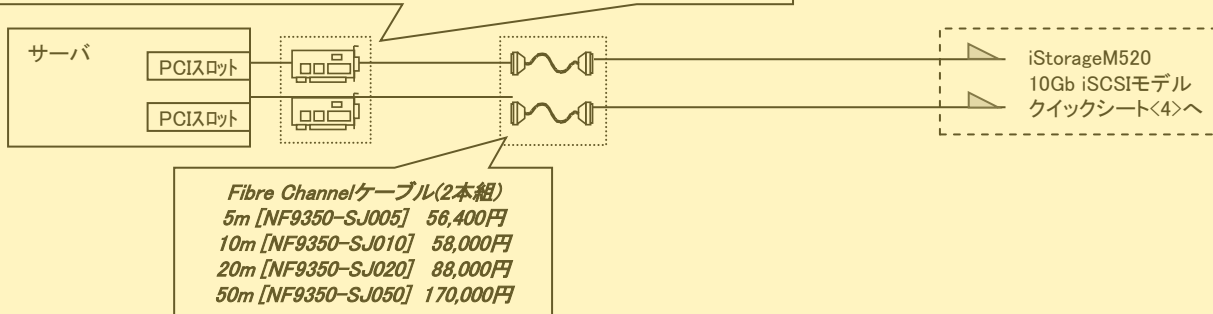 サーバ
PCIスロット
PCIスロット
iStorageM520
10Gb iSCSIモデル
クイックシート<4>へ
Fibre Channelケーブル(2本組)
5m [NF9350-SJ005] 56,400円
10m [NF9350-SJ010] 58,000円
20m [NF9350-SJ020] 88,000円
50m [NF9350-SJ050] 170,000円